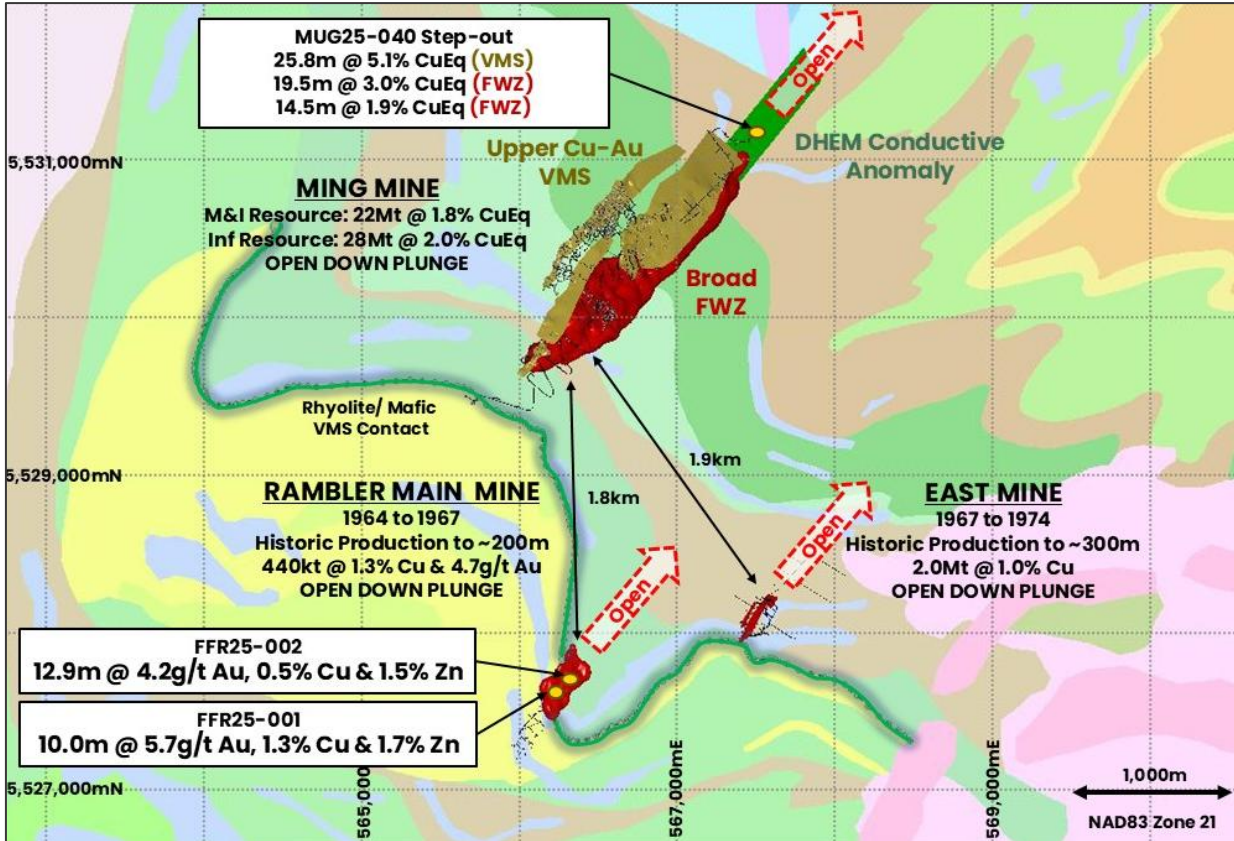 MUG25-040 Step-out
25.8m @ 5.1% CuEq (VMS)
19.5m @ 3.0% CuEq (FWZ)
14.5m @ 1.9% CuEq (FWZ)
Open
5,531,000mN
Upper Cu-Au
VMS
DHEM Conductive
Anomaly
MING MINE
M&I Resource: 22Mt @ 1.8% CuEq
Inf Resource: 28Mt @ 2.0% CuEq
OPEN DOWN PLUNGE
Broad
FWZ
Rhyolite/ Mafic
VMS Contact
5,529,000mN
1.8km
1.9km
RAMBLER MAIN MINE
1964 to 1967
Historic Production to ~200m
440kt @ 1.3% Cu & 4.7g/t Au
OPEN DOWN PLUNGE
Open
EAST MINE
1967 to 1974
Historic Production to ~300m
2.0Mt @ 1.0% Cu
OPEN DOWN PLUNGE
Open
FFR25-002
12.9m @ 4.2g/t Au, 0.5% Cu & 1.5% Zn
FFR25-001
10.0m @ 5.7g/t Au, 1.3% Cu & 1.7% Zn
5,527,000mN
565,000mE
567,000mE
569,000mE
1,000m
NAD83 Zone 21